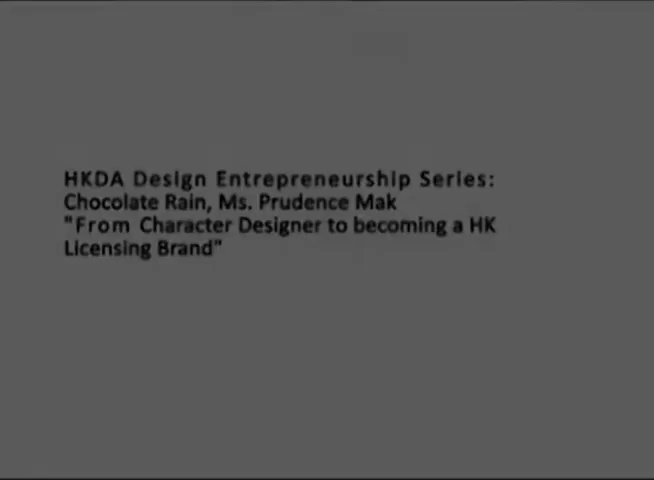 HKDA Design Entrepreneurship Series:
Chocolate Rain, Ms. Prudence Mak
"From Character Designer to becoming a HK
Licensing Brand"